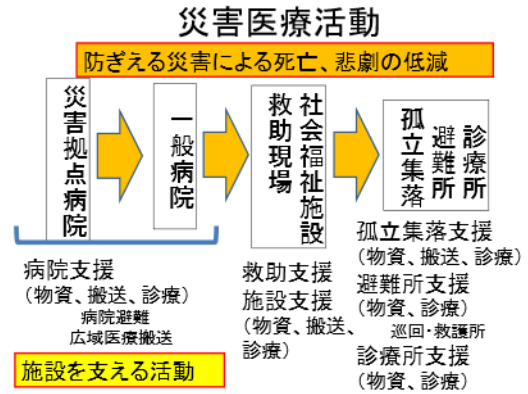 災害医療活動
防ぎえる災害による死亡、悲劇の低減
災害拠点病院
一般病院
社会福祉施設
救助現場
診療所
避難所
孤立集落
病院支援
(物資、搬送、診療)
病院避難
広域医療搬送
施設を支える活動
救助支援
施設支援
(物資、搬送、
診療)
孤立集落支援
(物資、搬送、診療)
避難所支援
(物資、診療)
巡回・救護所
診療所支援
(物資、診療)